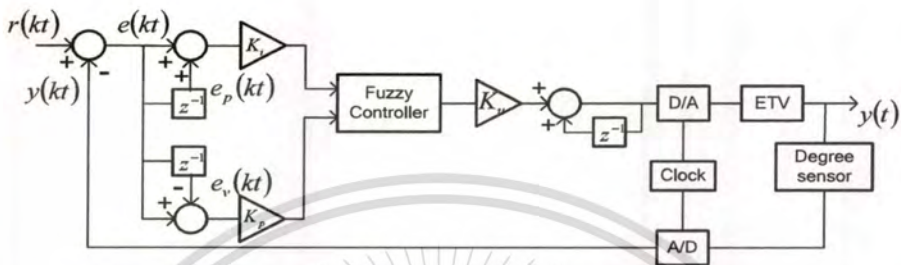 r(kt)
e(kt)
K_i
y(kt)
e_p(kt)
z⁻¹
Fuzzy
Controller
K_u
z⁻¹
D/A
ETV
y(t)
Clock
Degree
sensor
z⁻¹
e_v(kt)
K_p
A/D
+
+
-
+
+
-
+
+
+